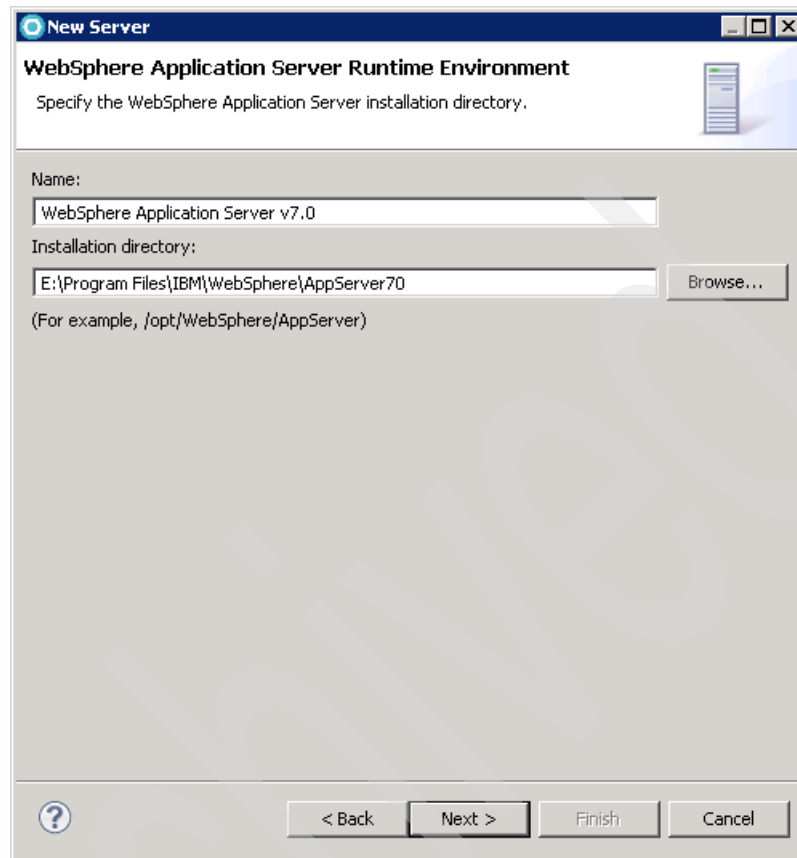 New Server
WebSphere Application Server Runtime Environment
Specify the WebSphere Application Server installation directory.
Name:
WebSphere Application Server v7.0
Installation directory:
E:\Program Files\IBM\WebSphere\AppServer70
Browse...
(For example, /opt/WebSphere/AppServer)
?
< Back
Next >
Finish
Cancel